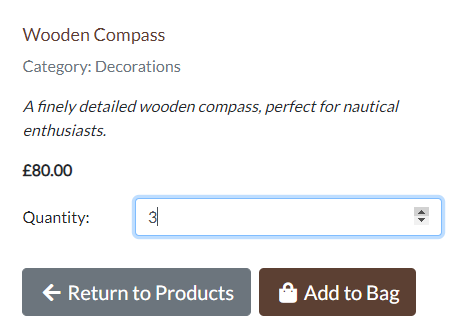 Wooden Compass
Category: Decorations
A finely detailed wooden compass, perfect for nautical
enthusiasts.
£80.00
Quantity: 3
Return to Products Add to Bag